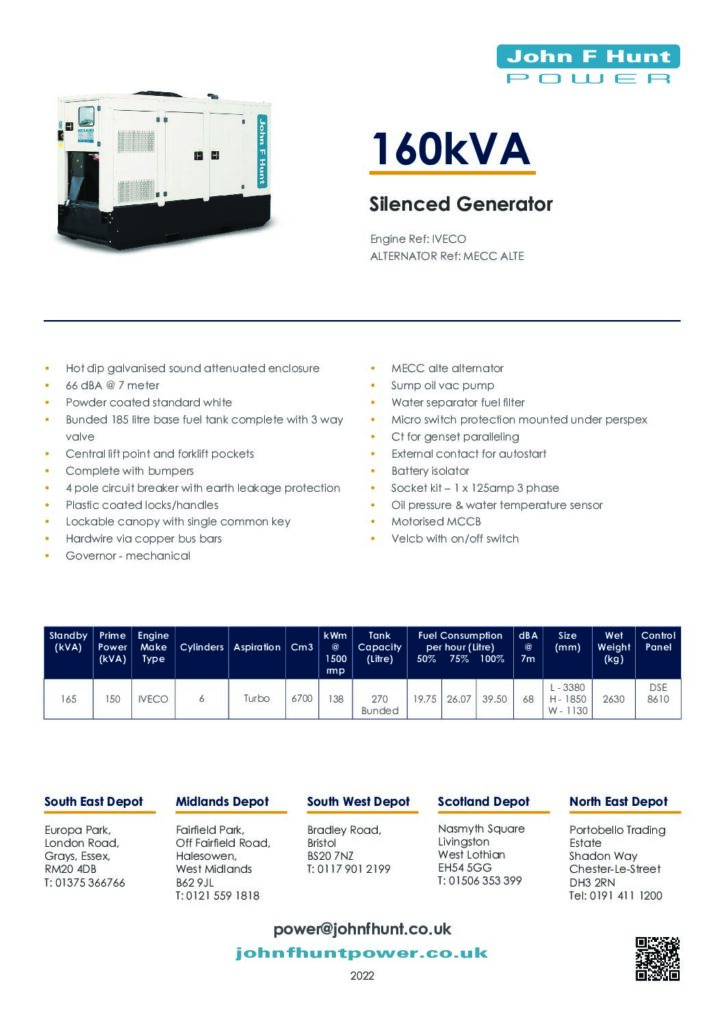 John F Hunt
POWER
John F Hunt
160kVA
Silenced Generator
Engine Ref: IVECO
ALTERNATOR Ref: MECC ALTE
• Hot dip galvanised sound attenuated enclosure
• 66 dBA @ 7 meter
• Powder coated standard white
• Bunded 185 litre base fuel tank complete with 3 way
valve
• Central lift point and forklift pockets
• Complete with bumpers
• 4 pole circuit breaker with earth leakage protection
• Plastic coated locks/handles
• Lockable canopy with single common key
• Hardwire via copper bus bars
• Governor - mechanical
• MECC alte alternator
• Sump oil vac pump
• Water separator fuel filter
• Micro switch protection mounted under perspex
• Ct for genset paralleling
• External contact for autostart
• Battery isolator
• Socket kit – 1 x 125amp 3 phase
• Oil pressure & water temperature sensor
• Motorised MCCB
• Velcb with on/off switch
Standby Prime Engine kWm Tank Fuel Consumption dBA Size Wet Control
(kVA) Power Make Cylinders Aspiration Cm3 @ Capacity per hour (Litre) @ (mm) Weight Panel
(kVA) Type 1500 (Litre) 50% 75% 100% 7m (kg)
rmp
L - 3380 DSE
165 150 IVECO 6 Turbo 6700 138 270 19.75 26.07 39.50 68 H - 1850 2630 8610
Bunded W - 1130
South East Depot
Europa Park,
London Road,
Grays, Essex,
RM20 4DB
T: 01375 366766
Midlands Depot
Fairfield Park,
Off Fairfield Road,
Halesowen,
West Midlands
B62 9JL
T: 0121 559 1818
South West Depot
Bradley Road,
Bristol
BS20 7NZ
T: 0117 901 2199
Scotland Depot
Nasmyth Square
Livingston
West Lothian
EH54 5GG
T: 01506 353 399
North East Depot
Portobello Trading
Estate
Shadon Way
Chester-Le-Street
DH3 2RN
Tel: 0191 411 1200
power@johnfhunt.co.uk
johnfhuntpower.co.uk
2022